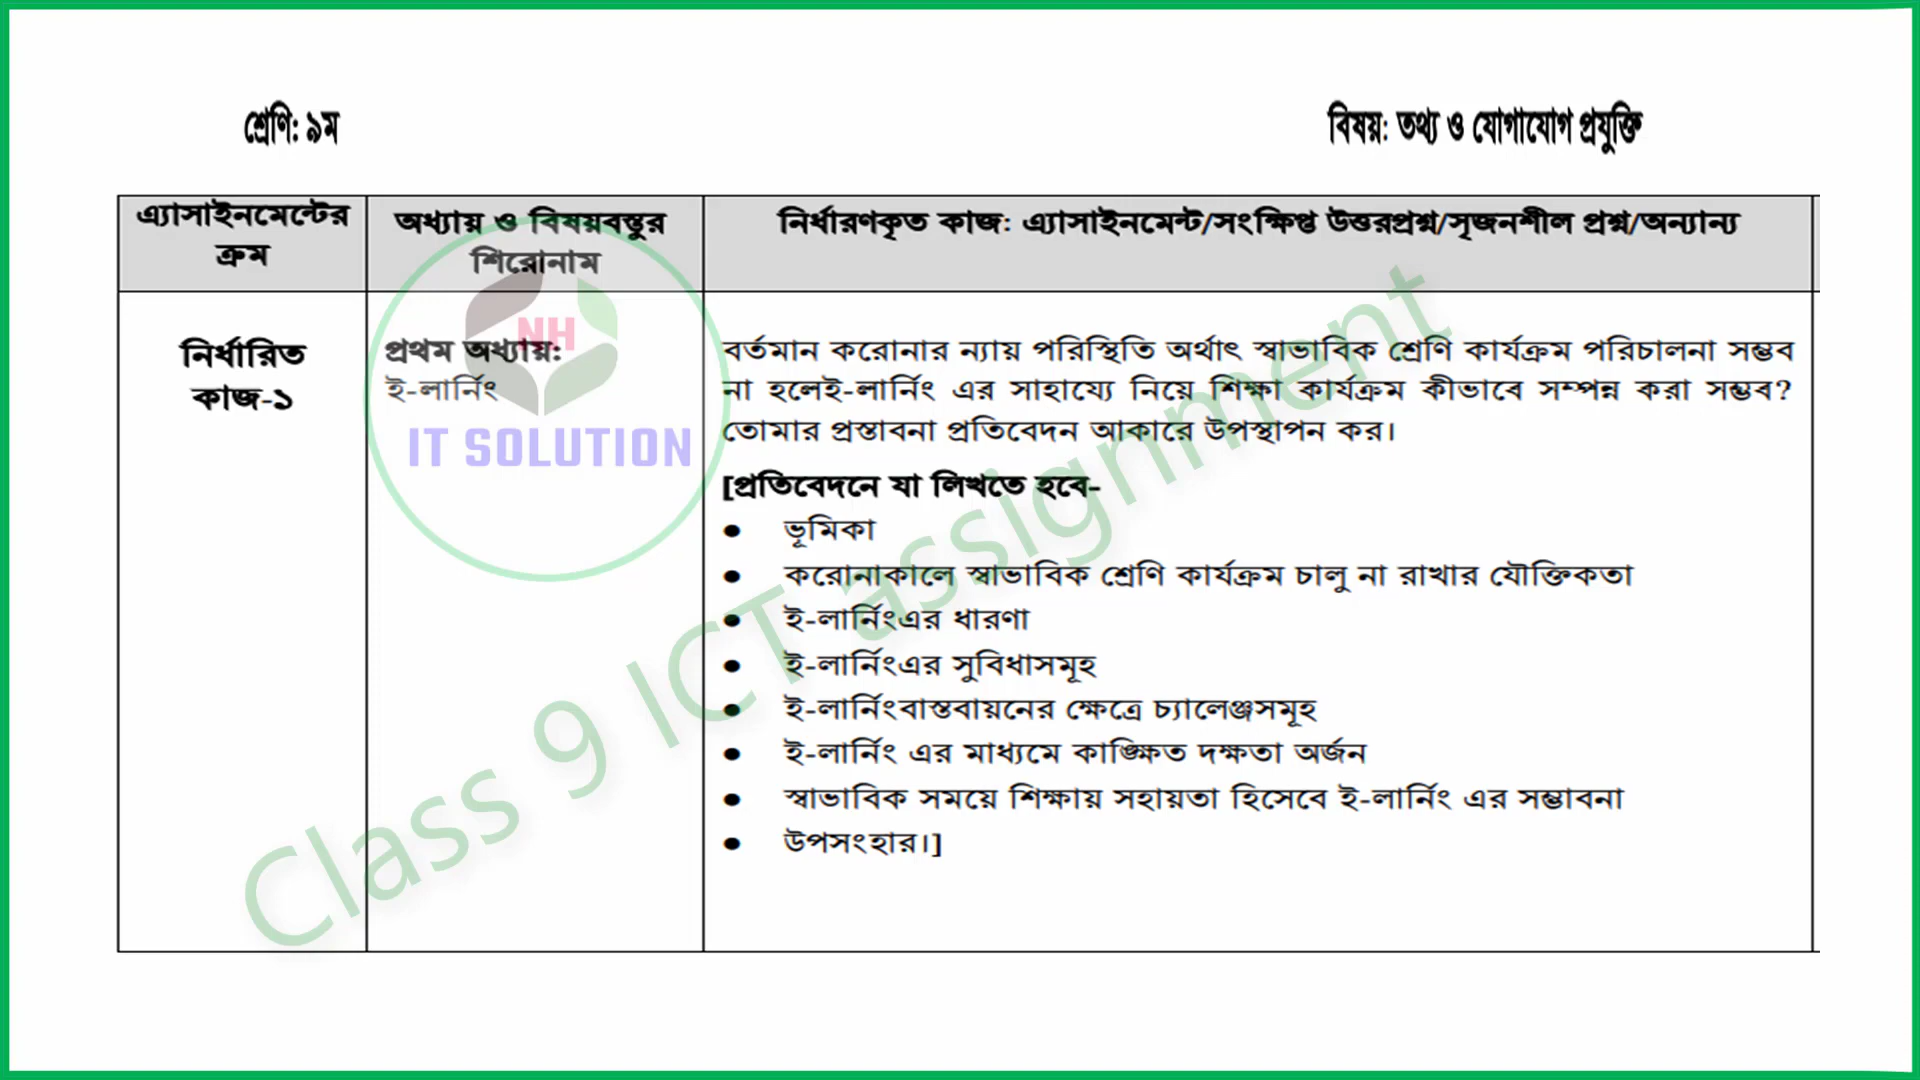 শ্রেণি: ৯ম
বিষয়: তথ্য ও যোগাযোগ প্রযুক্তি
এ্যাসাইনমেন্টের
ক্রম
অধ্যায় ও বিষয়বস্তুর
শিরোনাম
নির্ধারণকৃত কাজ: এ্যাসাইনমেন্ট/সংক্ষিপ্ত উত্তরপ্রশ্ন/সৃজনশীল প্রশ্ন/অন্যান্য
নির্ধারিত
কাজ-১
প্রথম অধ্যায়:
ই-লার্নিং
NH
IT SOLUTION
বর্তমান করোনার ন্যায় পরিস্থিতি অর্থাৎ স্বাভাবিক শ্রেণি কার্যক্রম পরিচালনা সম্ভব
না হলেই-লার্নিং এর সাহায্যে নিয়ে শিক্ষা কার্যক্রম কীভাবে সম্পন্ন করা সম্ভব?
তোমার প্রস্তাবনা প্রতিবেদন আকারে উপস্থাপন কর।
[প্রতিবেদনে যা লিখতে হবে-
● ভূমিকা
● করোনাকালে স্বাভাবিক শ্রেণি কার্যক্রম চালু না রাখার যৌক্তিকতা
● ই-লার্নিংএর ধারণা
● ই-লার্নিংএর সুবিধাসমূহ
● ই-লার্নিংবাস্তবায়নের ক্ষেত্রে চ্যালেঞ্জসমূহ
● ই-লার্নিং এর মাধ্যমে কাঙ্ক্ষিত দক্ষতা অর্জন
● স্বাভাবিক সময়ে শিক্ষায় সহায়তা হিসেবে ই-লার্নিং এর সম্ভাবনা
● উপসংহার।]
Class 9 ICT assignment